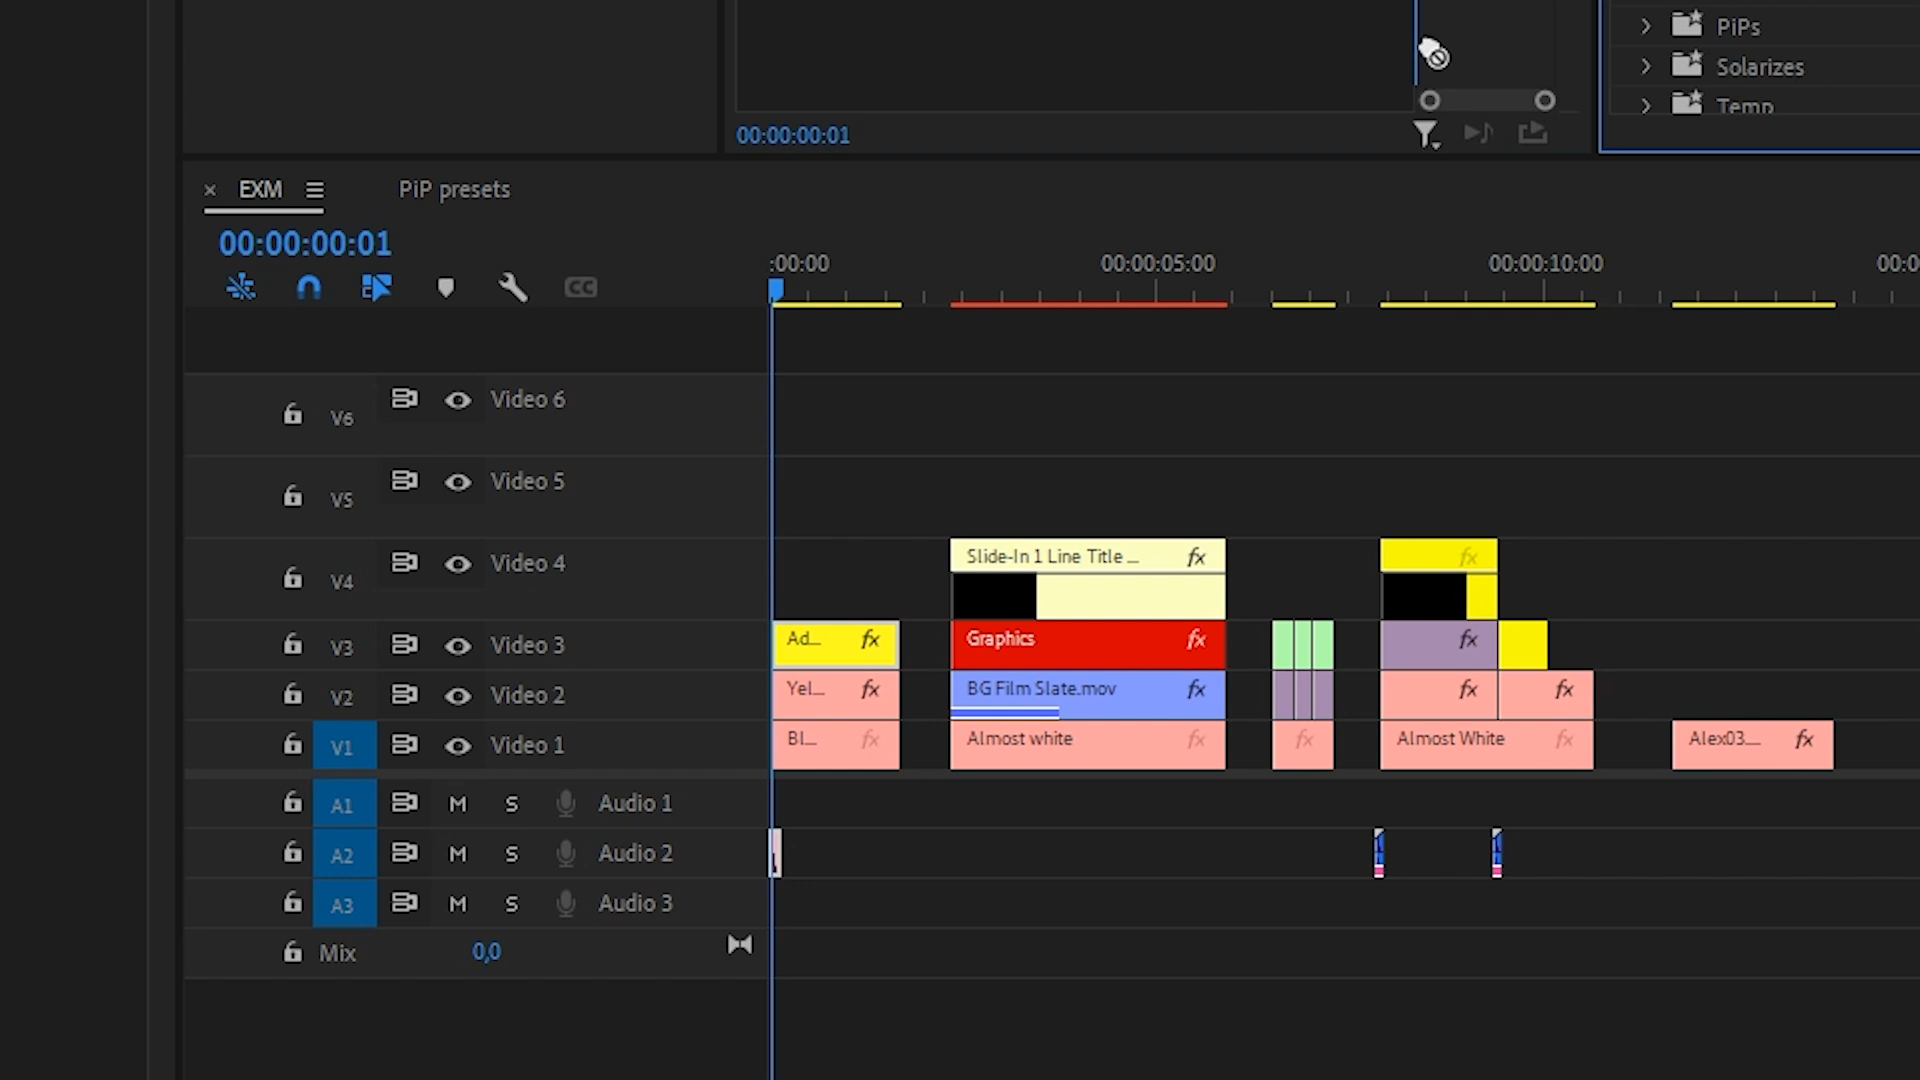 PiPs
Solarizes
Temp
00:00:00:01
× EXM
PiP presets
00:00:00:01
:00:00
00:00:05:00
00:00:10:00
00:0
CC
V6 Video 6
V5 Video 5
V4 Video 4
Slide-In 1 Line Title ... fx
fx
V3 Video 3
Ad... fx
Graphics fx
fx
V2 Video 2
Yel... fx
BG Film Slate.mov fx
fx
fx
V1 Video 1
Bl... fx
Almost white fx
fx
Almost White fx
Alex03... fx
A1 M S Audio 1
A2 M S Audio 2
A3 M S Audio 3
Mix 0,0